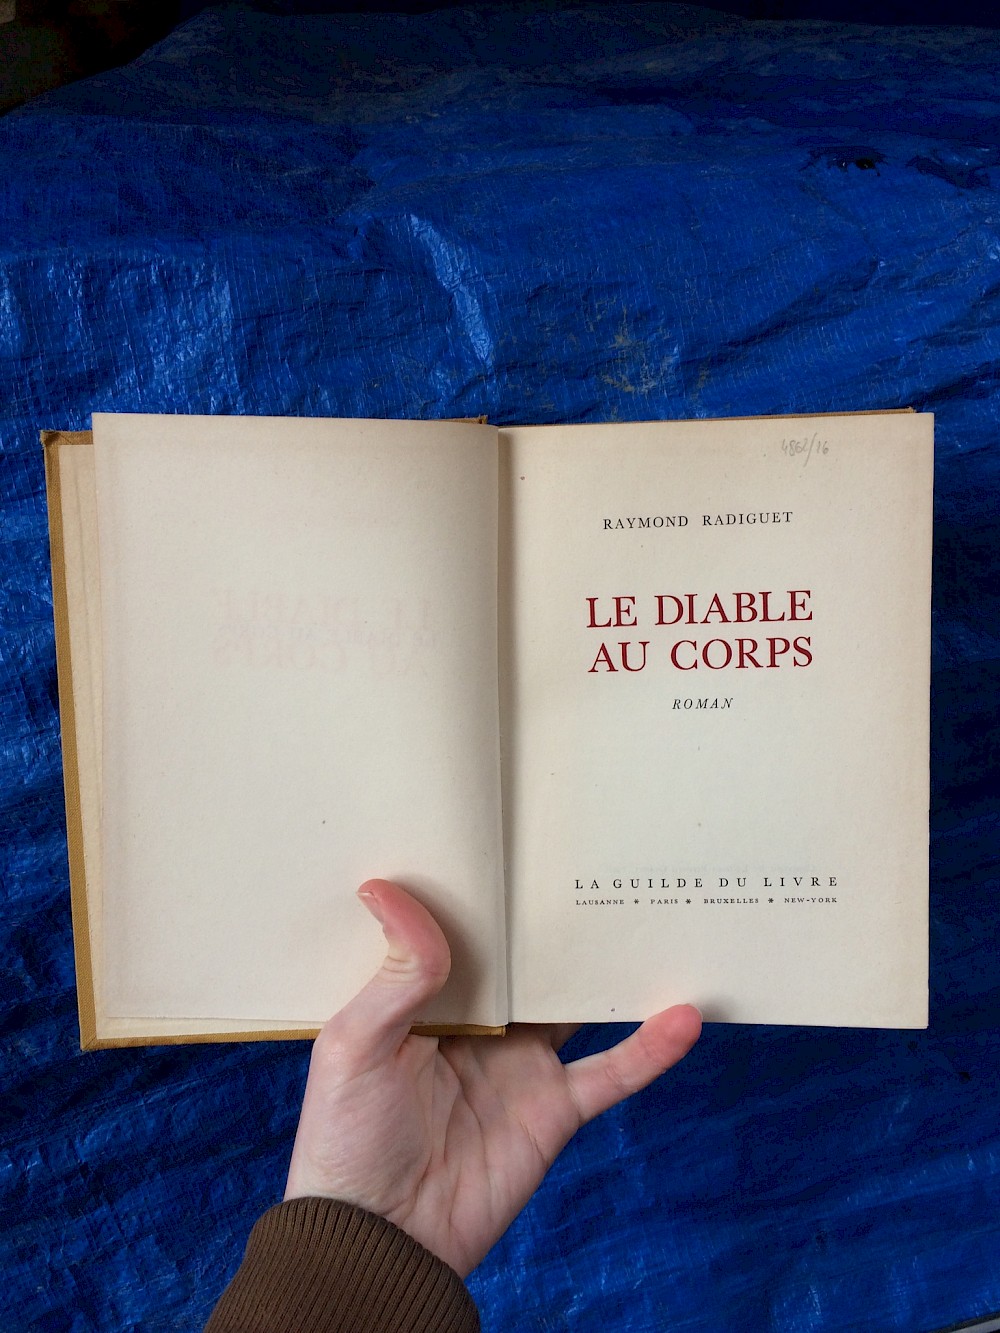 4862/16
RAYMOND RADIGUET
LE DIABLE
AU CORPS
ROMAN
LA GUILDE DU LIVRE
LAUSANNE * PARIS * BRUXELLES * NEW-YORK